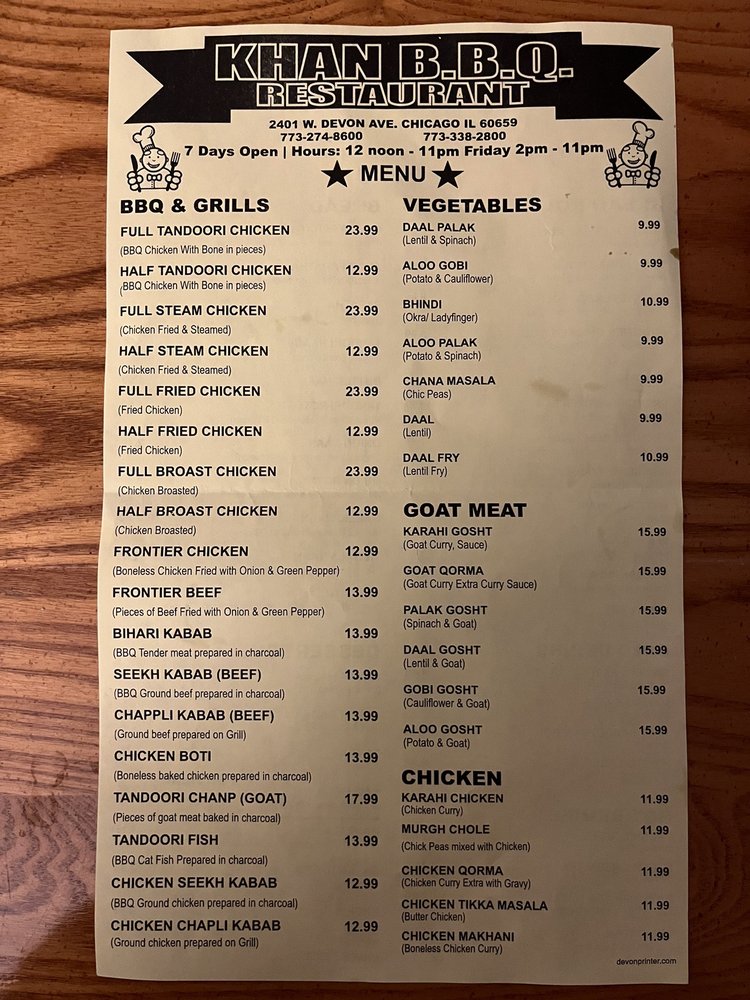 KHAN B.B.Q.
RESTAURANT
2401 W. DEVON AVE. CHICAGO IL 60659
773-274-8600 773-338-2800
7 Days Open | Hours: 12 noon - 11pm Friday 2pm - 11pm
MENU
BBQ & GRILLS
FULL TANDOORI CHICKEN 23.99
(BBQ Chicken With Bone in pieces)
HALF TANDOORI CHICKEN 12.99
(BBQ Chicken With Bone in pieces)
FULL STEAM CHICKEN 23.99
(Chicken Fried & Steamed)
HALF STEAM CHICKEN 12.99
(Chicken Fried & Steamed)
FULL FRIED CHICKEN 23.99
(Fried Chicken)
HALF FRIED CHICKEN 12.99
(Fried Chicken)
FULL BROAST CHICKEN 23.99
(Chicken Broasted)
HALF BROAST CHICKEN 12.99
(Chicken Broasted)
FRONTIER CHICKEN 12.99
(Boneless Chicken Fried with Onion & Green Pepper)
FRONTIER BEEF 13.99
(Pieces of Beef Fried with Onion & Green Pepper)
BIHARI KABAB 13.99
(BBQ Tender meat prepared in charcoal)
SEEKH KABAB (BEEF) 13.99
(BBQ Ground beef prepared in charcoal)
CHAPPLI KABAB (BEEF) 13.99
(Ground beef prepared on Grill)
CHICKEN BOTI 13.99
(Boneless baked chicken prepared in charcoal)
TANDOORI CHANP (GOAT) 17.99
(Pieces of goat meat baked in charcoal)
TANDOORI FISH 13.99
(BBQ Cat Fish Prepared in charcoal)
CHICKEN SEEKH KABAB 12.99
(BBQ Ground chicken prepared in charcoal)
CHICKEN CHAPLI KABAB 12.99
(Ground chicken prepared on Grill)
VEGETABLES
DAAL PALAK 9.99
(Lentil & Spinach)
ALOO GOBI 9.99
(Potato & Cauliflower)
BHINDI 10.99
(Okra/ Ladyfinger)
ALOO PALAK 9.99
(Potato & Spinach)
CHANA MASALA 9.99
(Chic Peas)
DAAL 9.99
(Lentil)
DAAL FRY 10.99
(Lentil Fry)
GOAT MEAT
KARAHI GOSHT 15.99
(Goat Curry, Sauce)
GOAT QORMA 15.99
(Goat Curry Extra Curry Sauce)
PALAK GOSHT 15.99
(Spinach & Goat)
DAAL GOSHT 15.99
(Lentil & Goat)
GOBI GOSHT 15.99
(Cauliflower & Goat)
ALOO GOSHT 15.99
(Potato & Goat)
CHICKEN
KARAHI CHICKEN 11.99
(Chicken Curry)
MURGH CHOLE 11.99
(Chick Peas mixed with Chicken)
CHICKEN QORMA 11.99
(Chicken Curry Extra with Gravy)
CHICKEN TIKKA MASALA 11.99
(Butter Chicken)
CHICKEN MAKHANI 11.99
(Boneless Chicken Curry)
devonprinter.com